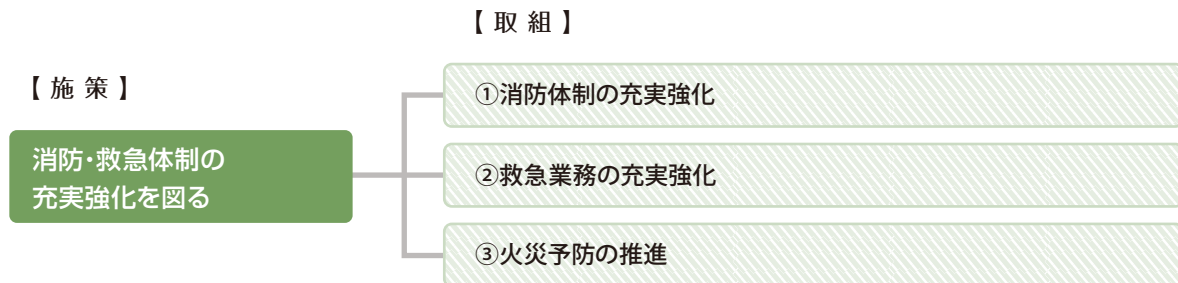 【取組】
【施策】
①消防体制の充実強化
消防・救急体制の
充実強化を図る
②救急業務の充実強化
③火災予防の推進